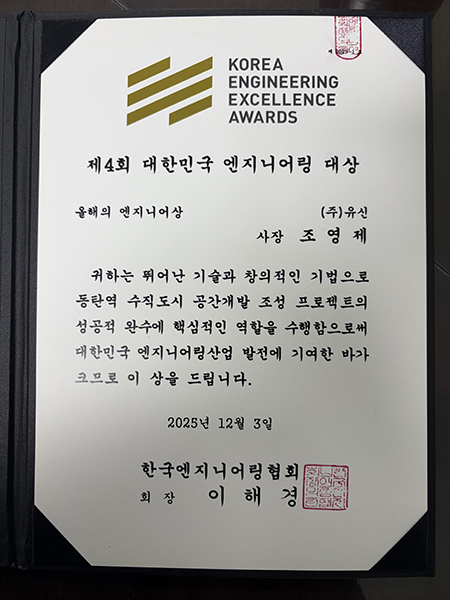 KOREA
ENGINEERING
EXCELLENCE
AWARDS
제4회 대한민국 엔지니어링 대상
올해의 엔지니어상 (주)유신
사장 조영제
귀하는 뛰어난 기술과 창의적인 기법으로
동탄역 수직도시 공간개발 조성 프로젝트의
성공적 완수에 핵심적인 역할을 수행함으로써
대한민국 엔지니어링산업 발전에 기여한 바가
크므로 이 상을 드립니다.
2025년 12월 3일
한국엔지니어링협회
회장 이해경